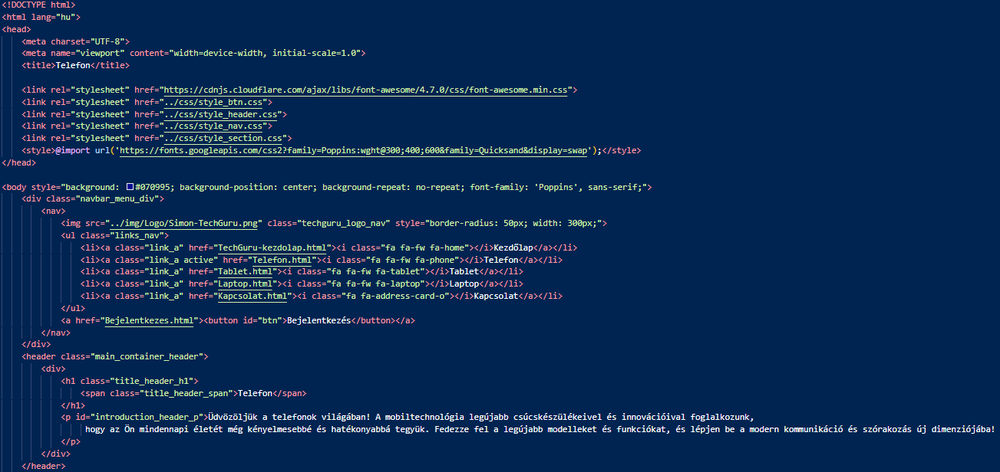 <!DOCTYPE html>
<html lang="hu">
<head>
    <meta charset="UTF-8">
    <meta name="viewport" content="width=device-width, initial-scale=1.0">
    <title>Telefon</title>

    <link rel="stylesheet" href="https://cdnjs.cloudflare.com/ajax/libs/font-awesome/4.7.0/css/font-awesome.min.css">
    <link rel="stylesheet" href="../css/style_btn.css">
    <link rel="stylesheet" href="../css/style_header.css">
    <link rel="stylesheet" href="../css/style_nav.css">
    <link rel="stylesheet" href="../css/style_section.css">
    <style>@import url('https://fonts.googleapis.com/css2?family=Poppins:wght@300;400;600&family=Quicksand&display=swap');</style>
</head>

<body style="background: #070995; background-position: center; background-repeat: no-repeat; font-family: 'Poppins', sans-serif;">
    <div class="navbar_menu_div">
        <nav>
            <img src="../img/Logo/Simon-TechGuru.png" class="techguru_logo_nav" style="border-radius: 50px; width: 300px;">
            <ul class="links_nav">
                <li><a class="link_a" href="TechGuru-kezdolap.html"><i class="fa fa-fw fa-home"></i>Kezdőlap</a></li>
                <li><a class="link_a active" href="Telefon.html"><i class="fa fa-fw fa-phone"></i>Telefon</a></li>
                <li><a class="link_a" href="Tablet.html"><i class="fa fa-fw fa-tablet"></i>Tablet</a></li>
                <li><a class="link_a" href="Laptop.html"><i class="fa fa-fw fa-laptop"></i>Laptop</a></li>
                <li><a class="link_a" href="Kapcsolat.html"><i class="fa fa-address-card-o"></i>Kapcsolat</a></li>
            </ul>
            <a href="Bejelentkezes.html"><button id="btn">Bejelentkezés</button></a>
        </nav>
    </div>
    <header class="main_container_header">
        <div>
            <h1 class="title_header_h1">
                <span class="title_header_span">Telefon</span>
            </h1>
            <p id="introduction_header_p">Üdvözöljük a telefonok világában! A mobiltechnológia legújabb csúcskészülékeivel és innovációival foglalkozunk,
                hogy az Ön mindennapi életét még kényelmesebbé és hatékonyabbá tegyük. Fedezze fel a legújabb modelleket és funkciókat, és lépjen be a modern kommunikáció és szórakozás új dimenziójába!
            </p>
        </div>
    </header>